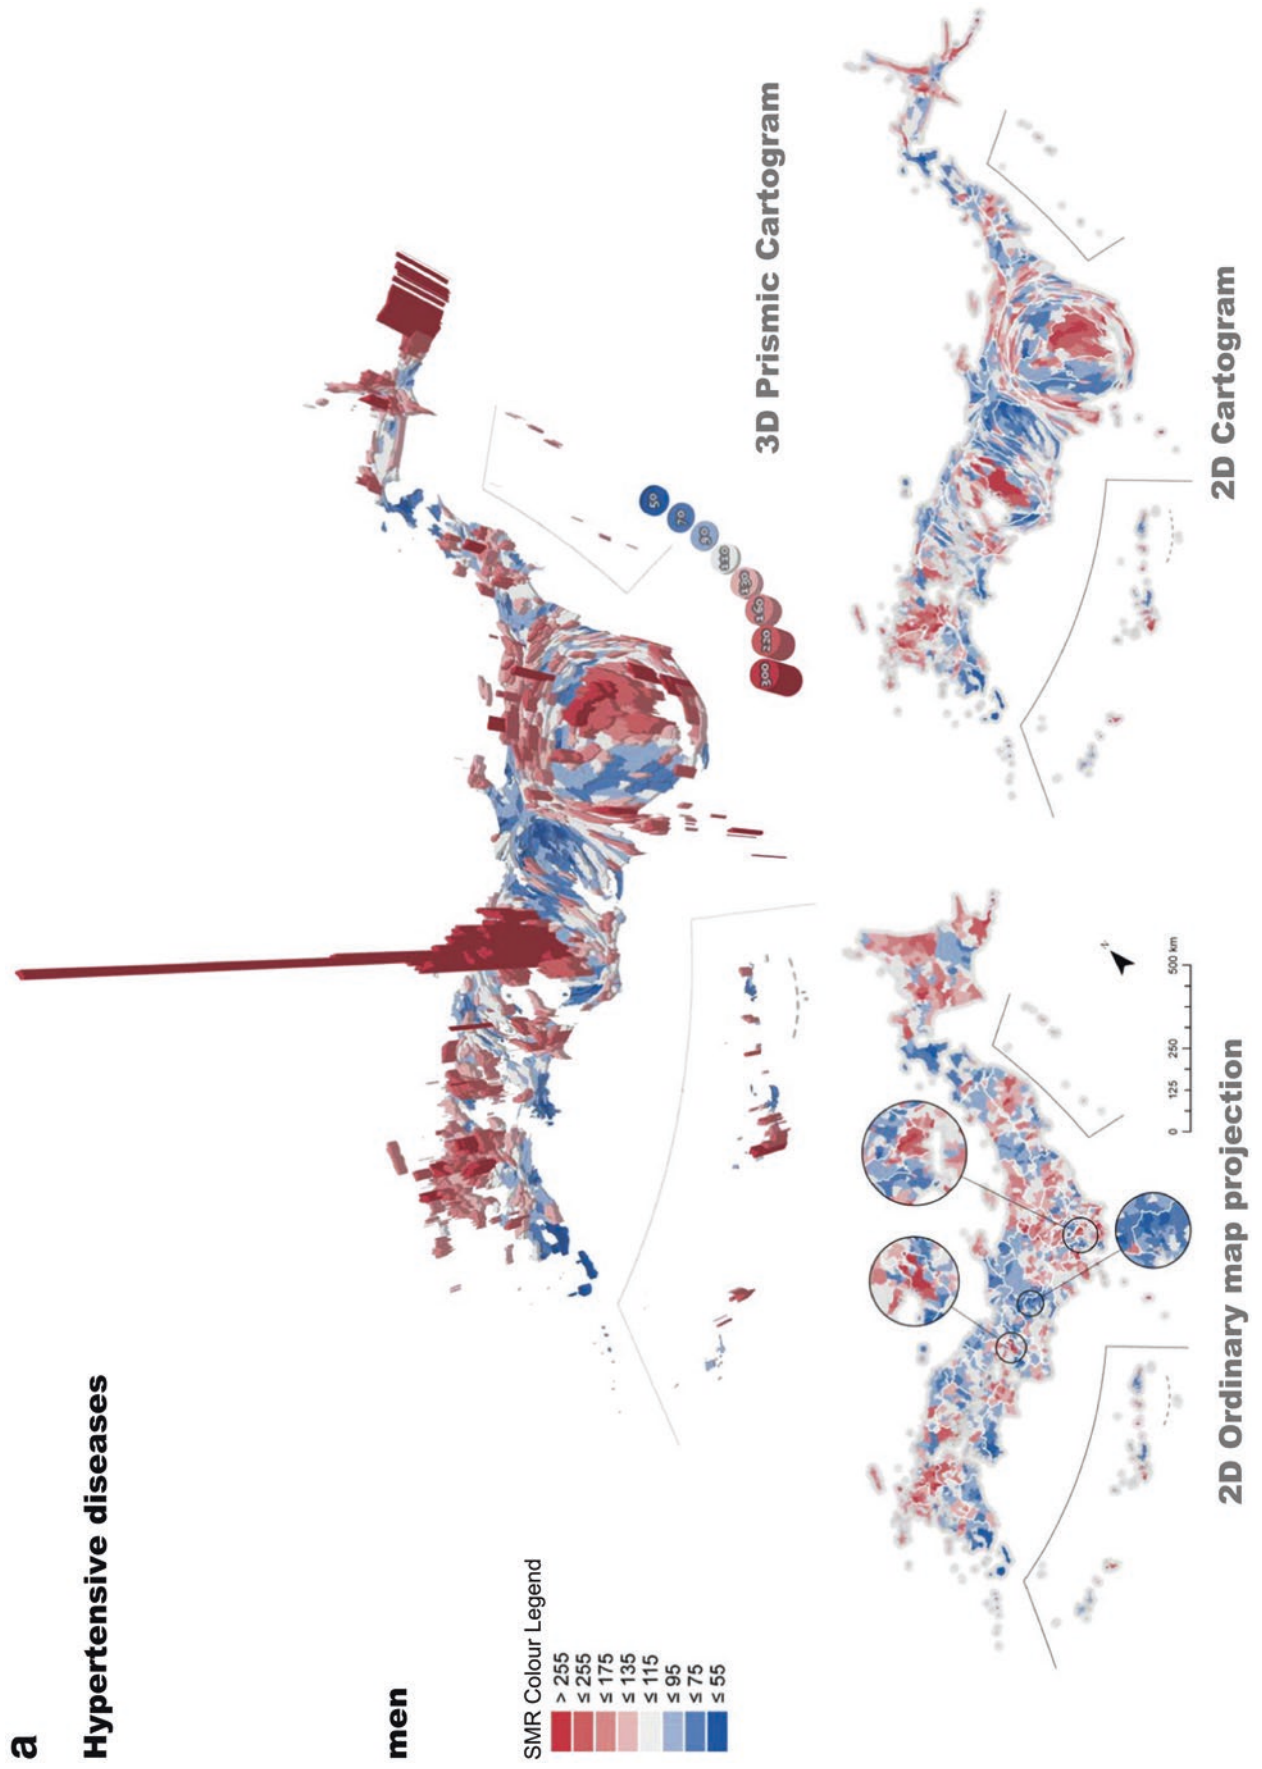 a
Hypertensive diseases
men
SMR Colour Legend
> 255
≤ 255
≤ 175
≤ 135
≤ 115
≤ 95
≤ 75
≤ 55
300
220
160
130
110
90
70
50
3D Prismic Cartogram
0 125 250 500 km
N
2D Ordinary map projection
2D Cartogram